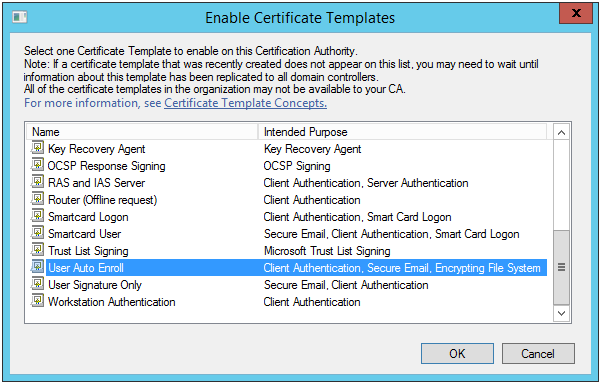 Enable Certificate Templates
x
Select one Certificate Template to enable on this Certification Authority.
Note: If a certificate template that was recently created does not appear on this list, you may need to wait until
information about this template has been replicated to all domain controllers.
All of the certificate templates in the organization may not be available to your CA.
For more information, see Certificate Template Concepts.
Name Intended Purpose
Key Recovery Agent Key Recovery Agent
OCSP Response Signing OCSP Signing
RAS and IAS Server Client Authentication, Server Authentication
Router (Offline request) Client Authentication
Smartcard Logon Client Authentication, Smart Card Logon
Smartcard User Secure Email, Client Authentication, Smart Card Logon
Trust List Signing Microsoft Trust List Signing
User Auto Enroll Client Authentication, Secure Email, Encrypting File System
User Signature Only Secure Email, Client Authentication
Workstation Authentication Client Authentication
OK Cancel